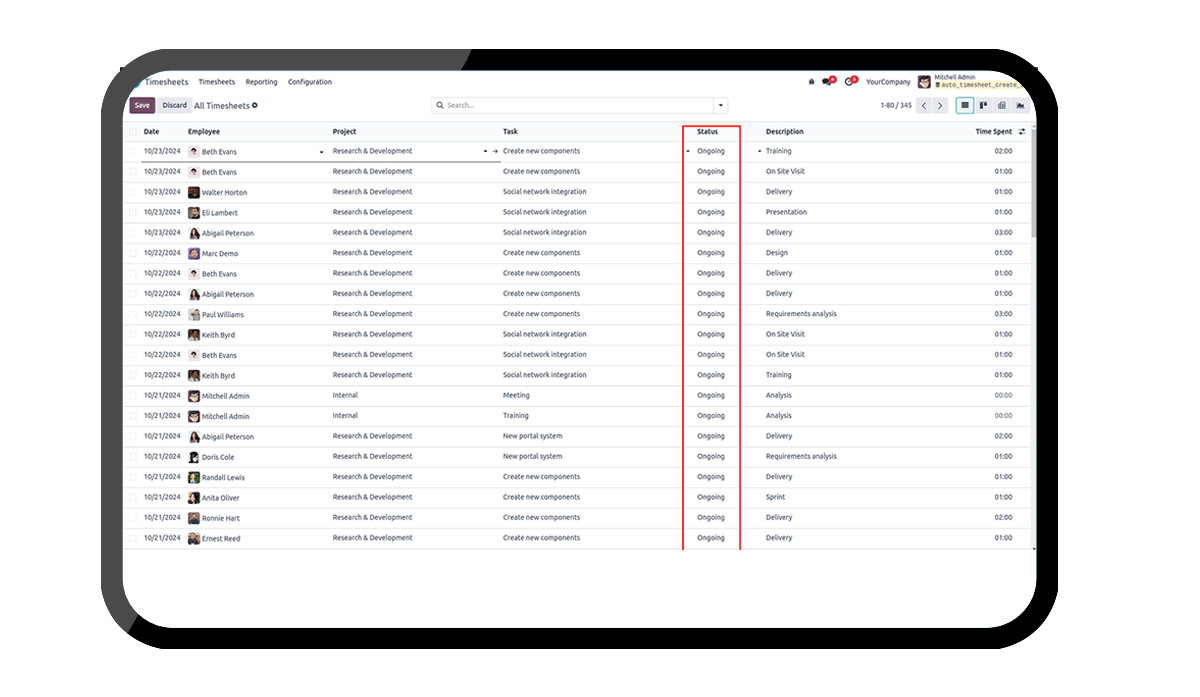 Timesheets Timesheets Reporting Configuration YourCompany Mitchell Admin
auto_timesheet_create_
Save Discard All Timesheets Search... 1-80 / 345
Date Employee Project Task Status Description Time Spent
10/23/2024 Beth Evans Research & Development Create new components Ongoing Training 02:00
10/23/2024 Beth Evans Research & Development Create new components Ongoing On Site Visit 01:00
10/23/2024 Walter Horton Research & Development Social network integration Ongoing Delivery 01:00
10/23/2024 Eli Lambert Research & Development Social network integration Ongoing Presentation 01:00
10/23/2024 Abigail Peterson Research & Development Social network integration Ongoing Delivery 03:00
10/22/2024 Marc Demo Research & Development Create new components Ongoing Design 01:00
10/22/2024 Beth Evans Research & Development Create new components Ongoing Delivery 01:00
10/22/2024 Abigail Peterson Research & Development Create new components Ongoing Delivery 01:00
10/22/2024 Paul Williams Research & Development Create new components Ongoing Requirements analysis 03:00
10/22/2024 Keith Byrd Research & Development Social network integration Ongoing On Site Visit 01:00
10/22/2024 Beth Evans Research & Development Social network integration Ongoing On Site Visit 01:00
10/22/2024 Keith Byrd Research & Development Social network integration Ongoing Training 01:00
10/21/2024 Mitchell Admin Internal Meeting Ongoing Analysis 00:00
10/21/2024 Mitchell Admin Internal Training Ongoing Analysis 00:00
10/21/2024 Abigail Peterson Research & Development New portal system Ongoing Delivery 02:00
10/21/2024 Doris Cole Research & Development New portal system Ongoing Requirements analysis 01:00
10/21/2024 Randall Lewis Research & Development Create new components Ongoing Delivery 01:00
10/21/2024 Anita Oliver Research & Development Create new components Ongoing Sprint 01:00
10/21/2024 Ronnie Hart Research & Development Create new components Ongoing Delivery 02:00
10/21/2024 Ernest Reed Research & Development Create new components Ongoing Delivery 01:00